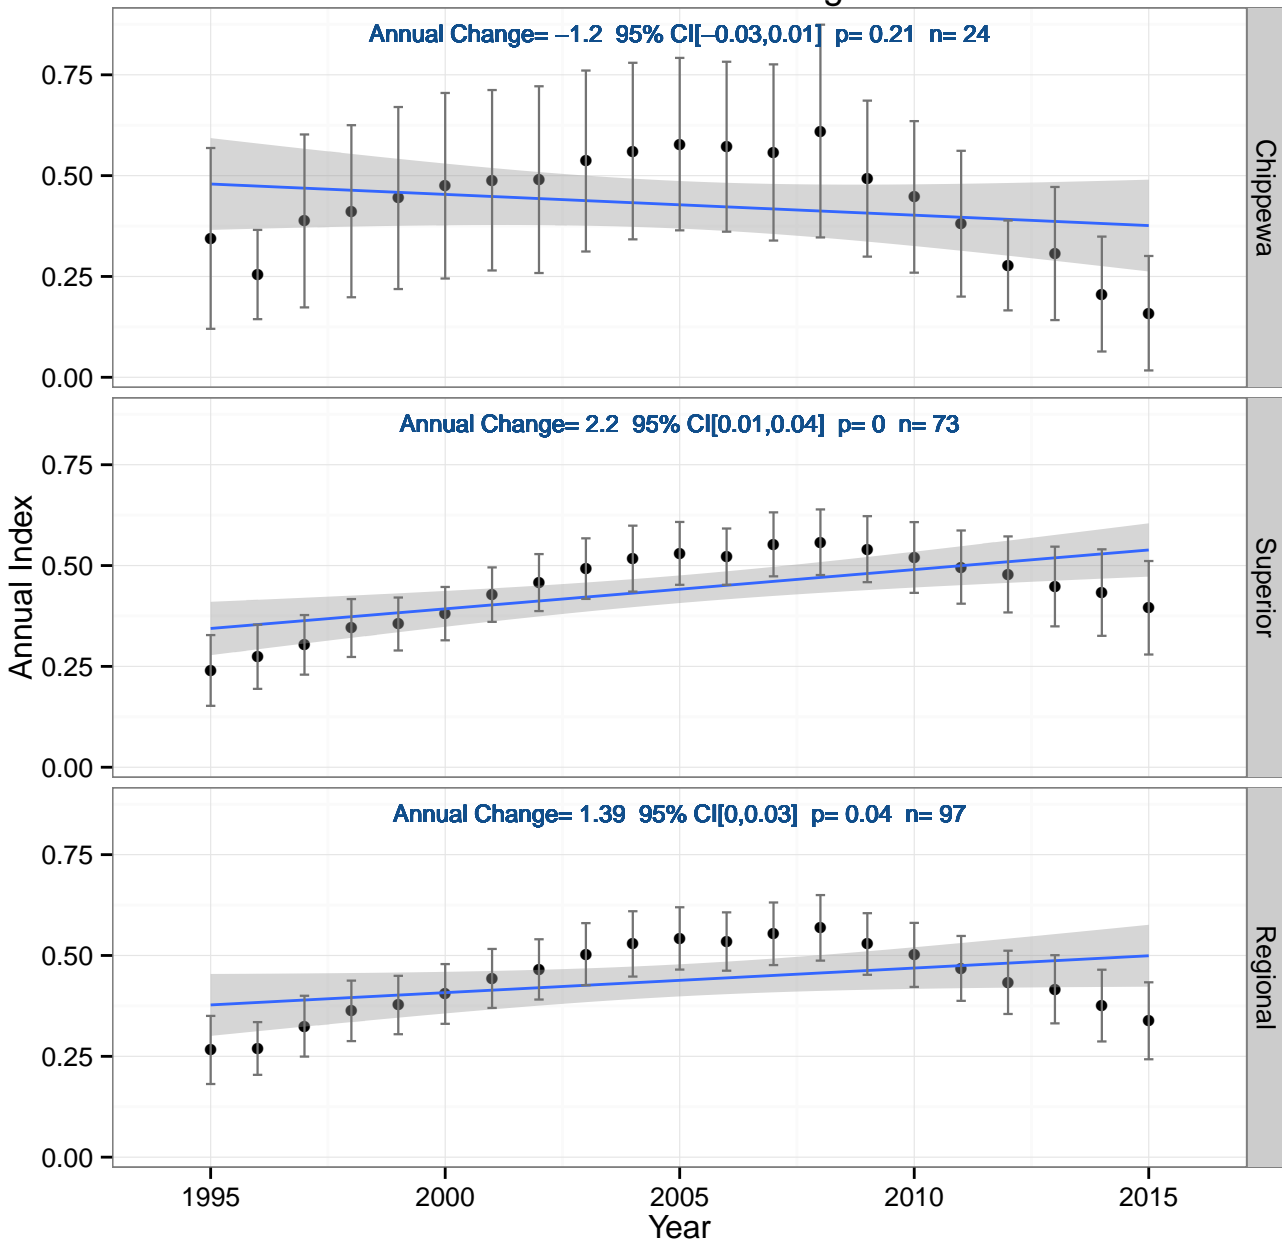 Annual Change= −1.2 95% CI[−0.03,0.01] p= 0.21 n= 24
0.75
0.50
0.25
0.00
Chippewa
Annual Change= 2.2 95% CI[0.01,0.04] p= 0 n= 73
0.75
0.50
0.25
0.00
Superior
Annual Index
Annual Change= 1.39 95% CI[0,0.03] p= 0.04 n= 97
0.75
0.50
0.25
0.00
Regional
1995 2000 2005 2010 2015
Year